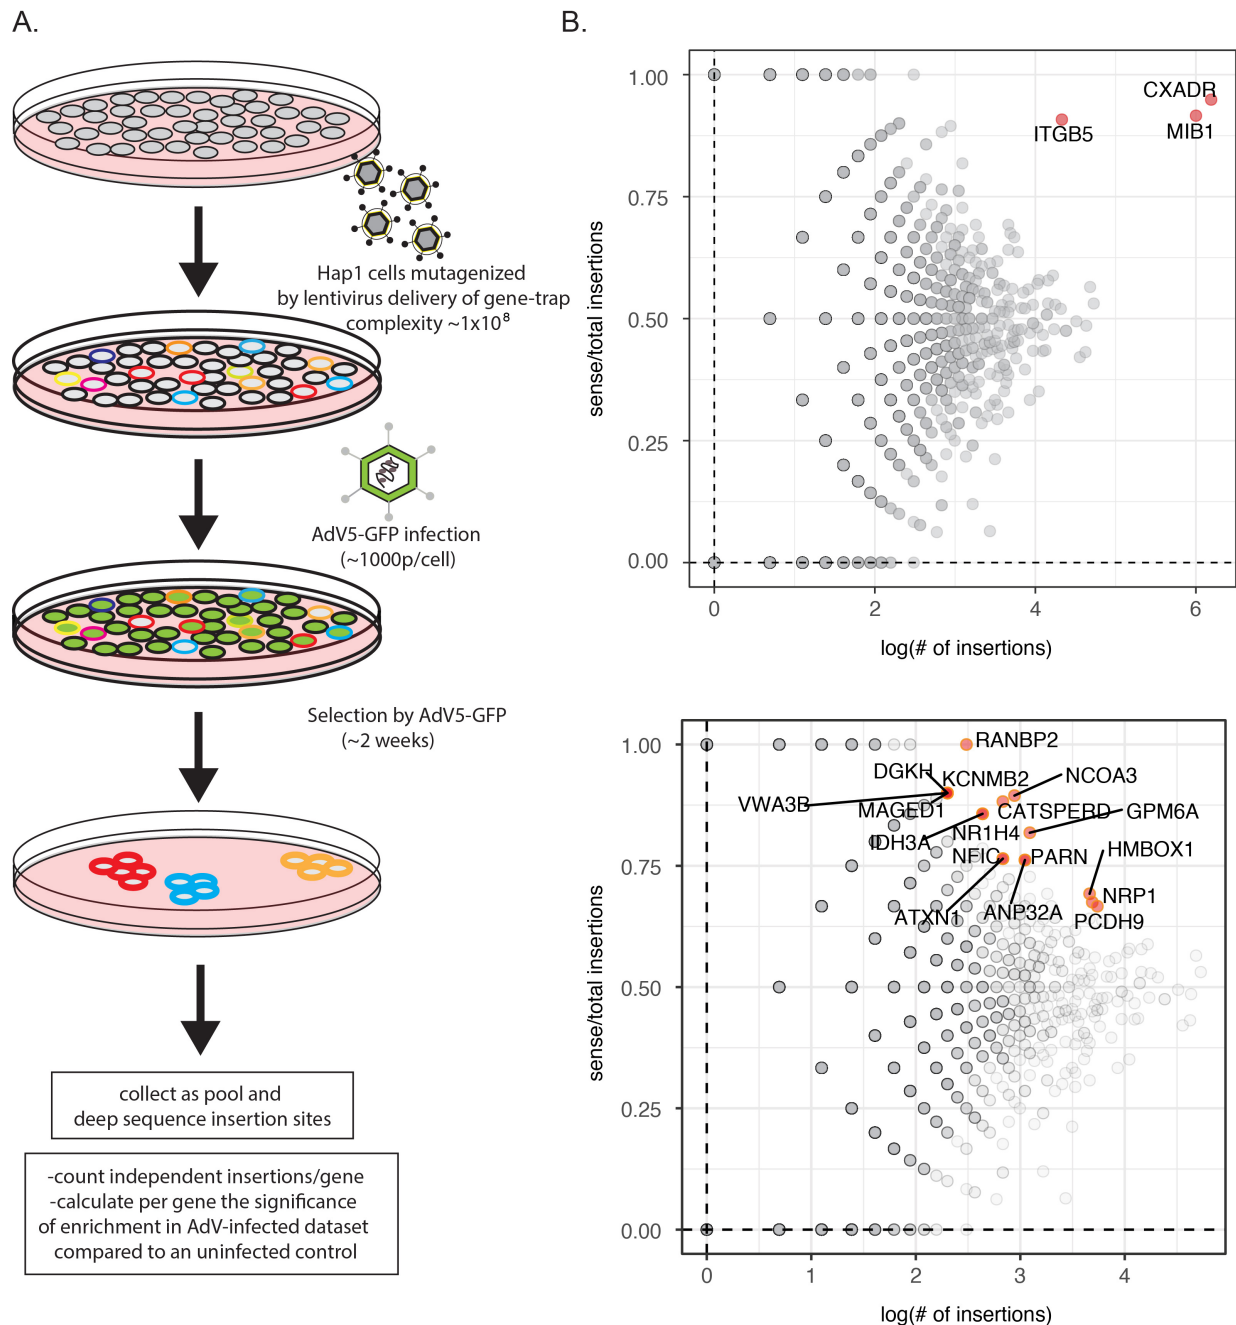 A.
Hap1 cells mutagenized
by lentivirus delivery of gene-trap
complexity ~1x10⁸
AdV5-GFP infection
(~1000p/cell)
Selection by AdV5-GFP
(~2 weeks)
collect as pool and
deep sequence insertion sites
-count independent insertions/gene
-calculate per gene the significance
of enrichment in AdV-infected dataset
compared to an uninfected control
B.
sense/total insertions
1.00
0.75
0.50
0.25
0.00
CXADR
ITGB5
MIB1
0 2 4 6
log(# of insertions)
sense/total insertions
1.00
0.75
0.50
0.25
0.00
RANBP2
DGKH
KCNMB2
NCOA3
VWA3B
MAGED1
CATSPERD
GPM6A
IDH3A
NR1H4
NFIC
PARN
HMBOX1
ATXN1
ANP32A
NRP1
PCDH9
0 1 2 3 4
log(# of insertions)